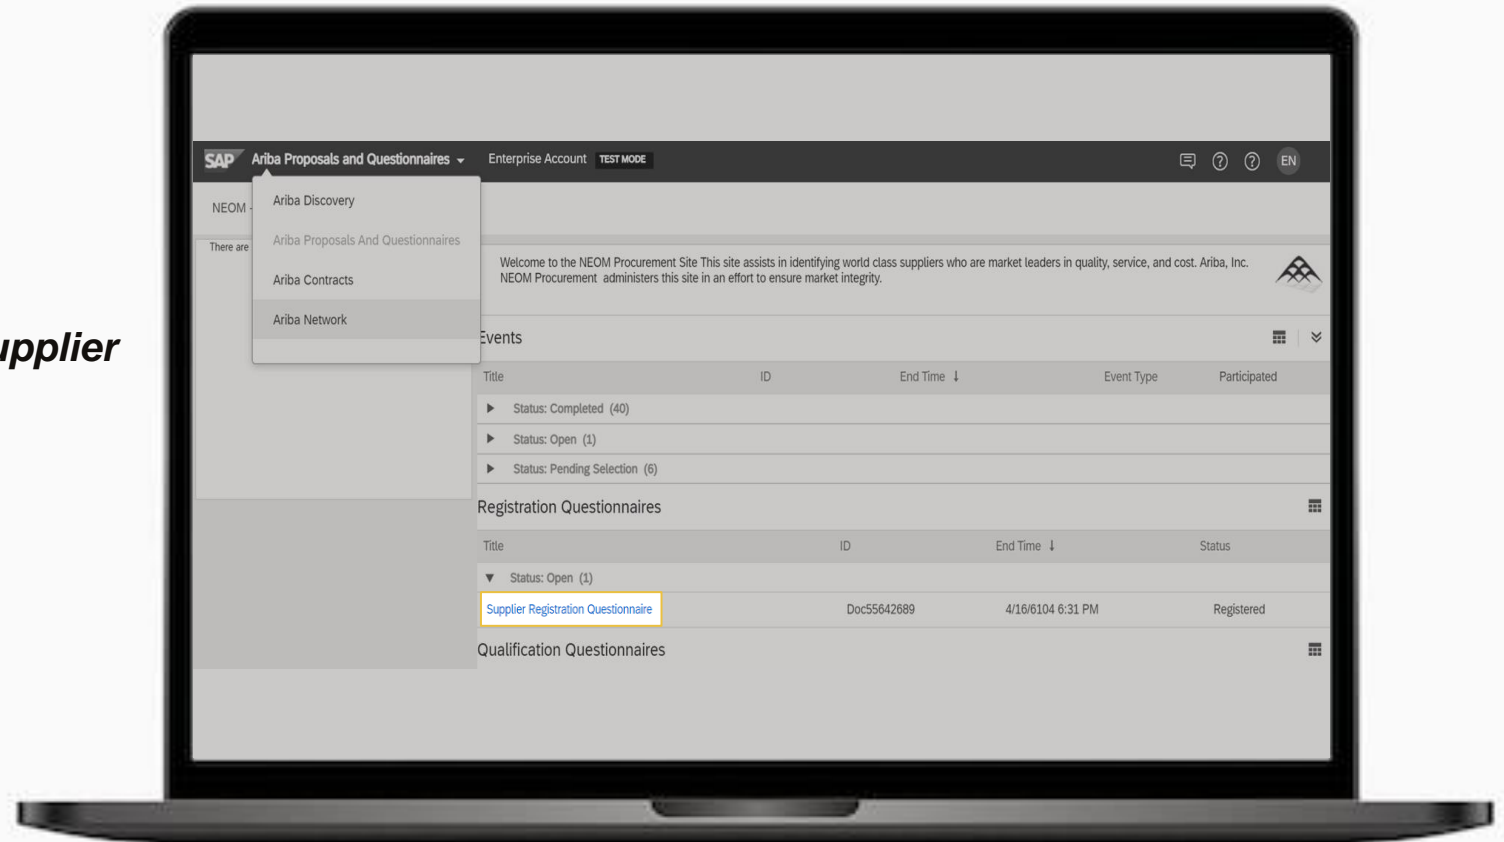 upplier
SAP Ariba Proposals and Questionnaires Enterprise Account TEST MODE EN
NEOM -
Ariba Discovery
Ariba Proposals And Questionnaires
Ariba Contracts
Ariba Network
There are
Welcome to the NEOM Procurement Site This site assists in identifying world class suppliers who are market leaders in quality, service, and cost. Ariba, Inc.
NEOM Procurement administers this site in an effort to ensure market integrity.
Events
Title ID End Time ↓ Event Type Participated
Status: Completed (40)
Status: Open (1)
Status: Pending Selection (6)
Registration Questionnaires
Title ID End Time ↓ Status
Status: Open (1)
Supplier Registration Questionnaire Doc55642689 4/16/6104 6:31 PM Registered
Qualification Questionnaires